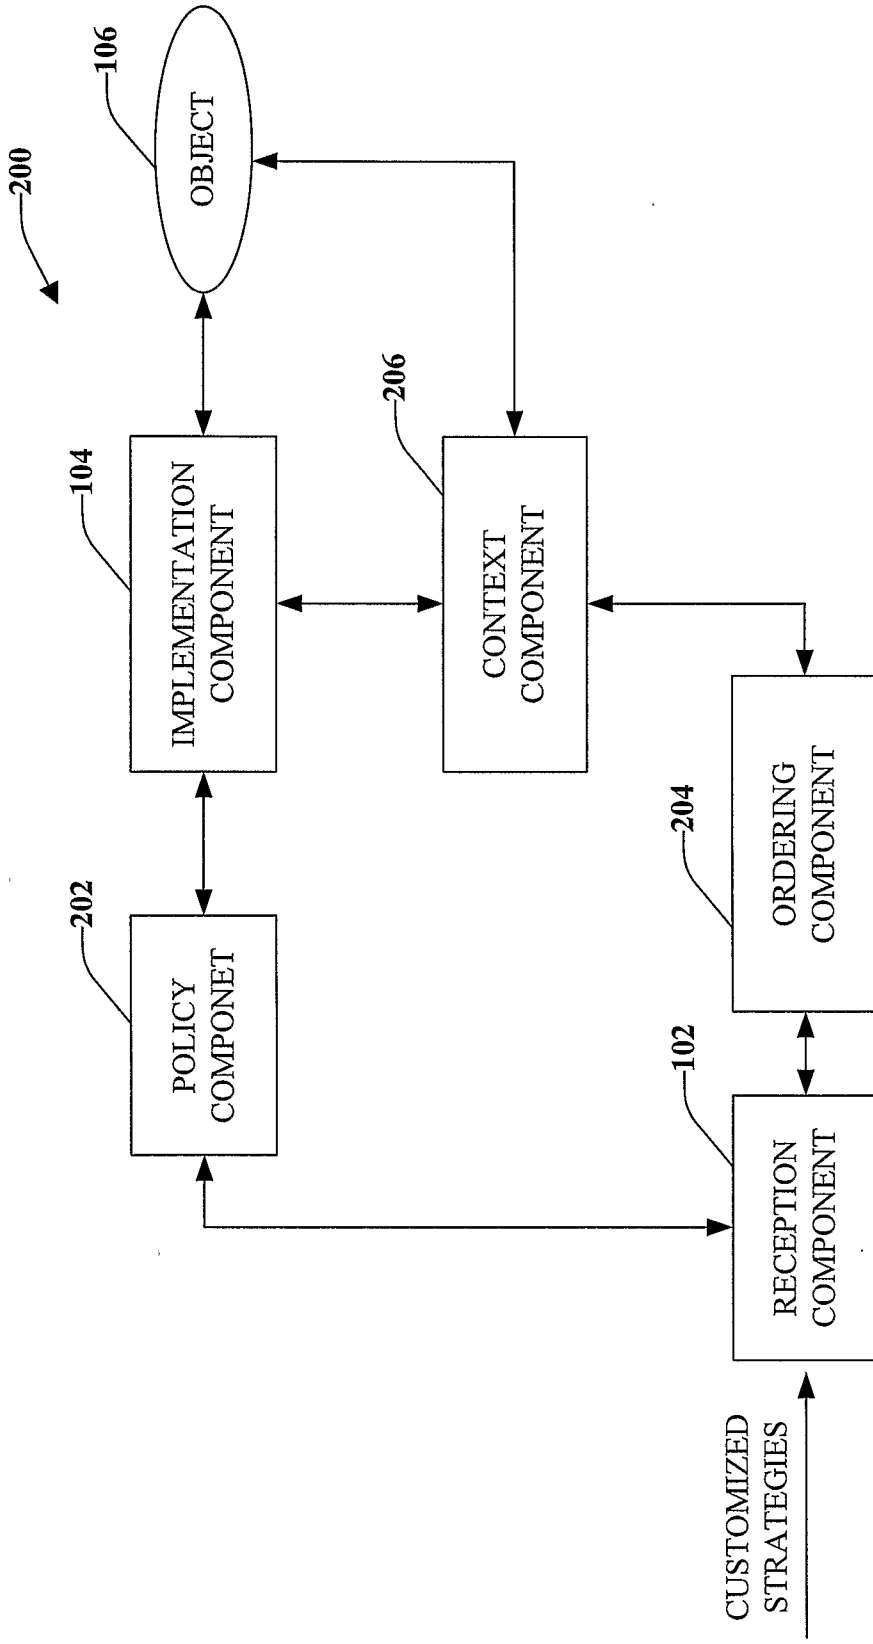 200
106
OBJECT
104
IMPLEMENTATION
COMPONENT
202
POLICY
COMPONET
206
CONTEXT
COMPONENT
204
ORDERING
COMPONENT
102
RECEPTION
COMPONENT
CUSTOMIZED
STRATEGIES